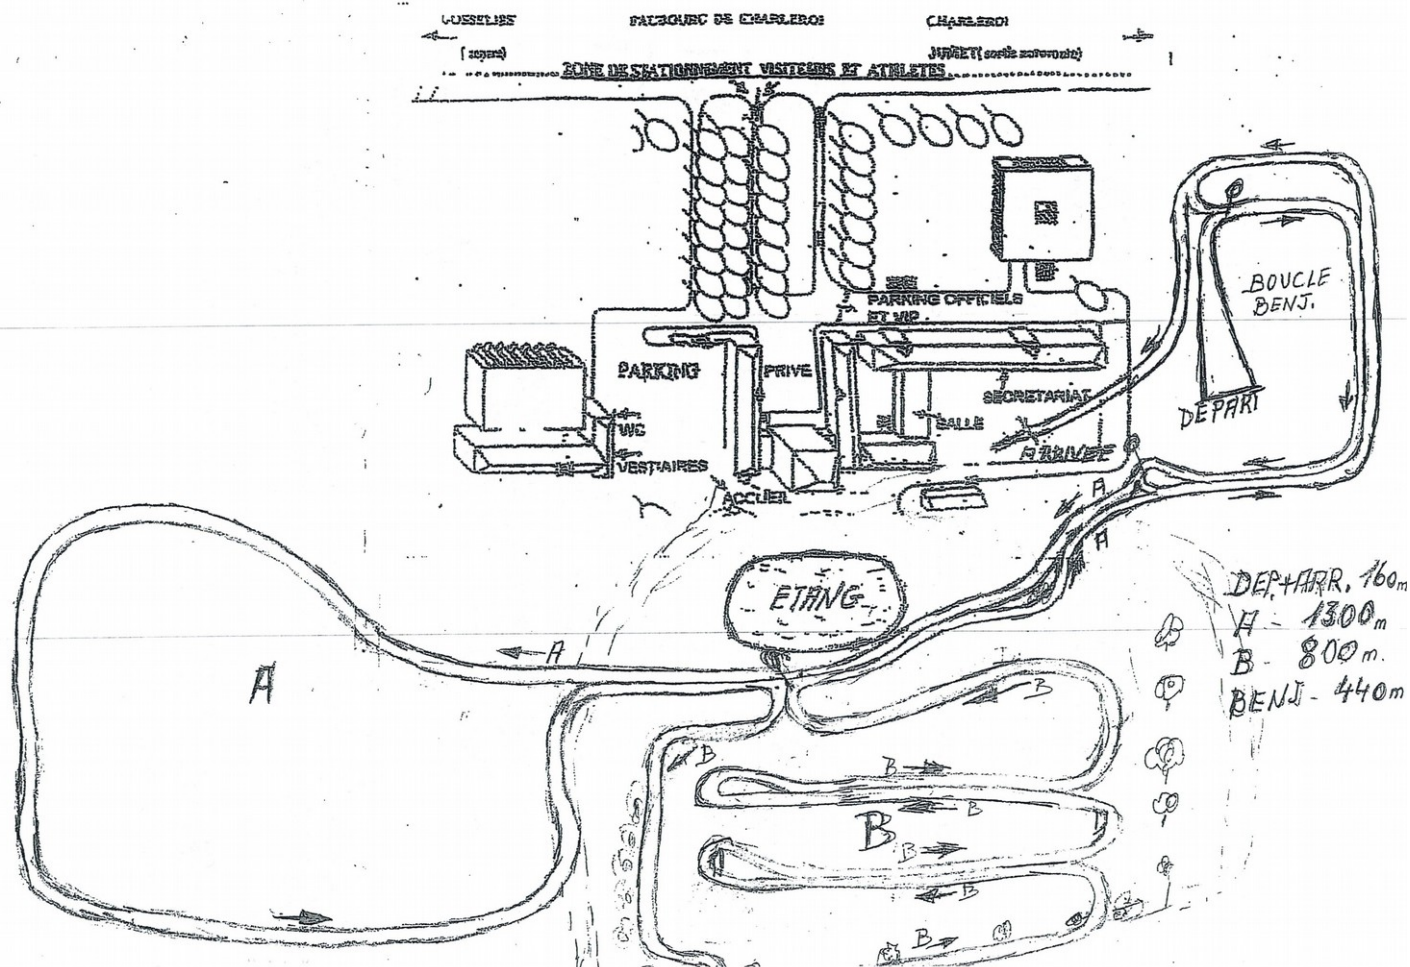 GOSSELIES
FAUBOURG DE CHARLEROI
CHARLEROI
JUMET (sortie autoroute)
ZONE DE STATIONNEMENT VISITEURS ET ATHLETES
BOUCLE
BENJ.
PARKING OFFICIELS
ET VIP
PARKING
PRIVE
SECRETARIAT
DEPART
WC
SALLE
ARRIVEE
VESTIAIRES
ACCUEIL
A
A
ETANG
DEP+ARR. 160m
A - 1300m
B - 800m.
BENJ - 440m
A
A
B
B
B
B
B
B
B
B